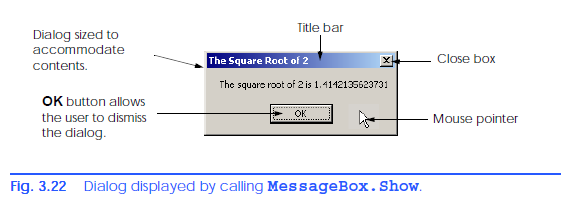 Title bar
Dialog sized to
accommodate
contents.
The Square Root of 2
Close box
The square root of 2 is 1.4142135623731
OK button allows
the user to dismiss
the dialog.
OK
Mouse pointer
Fig. 3.22 Dialog displayed by calling MessageBox.Show.